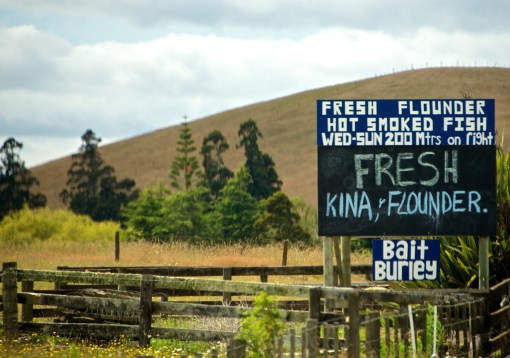 FRESH FLOUNDER
HOT SMOKED FISH
WED-SUN 200 Mtrs on right
FRESH
KINA, & FLOUNDER.
Bait
Burley